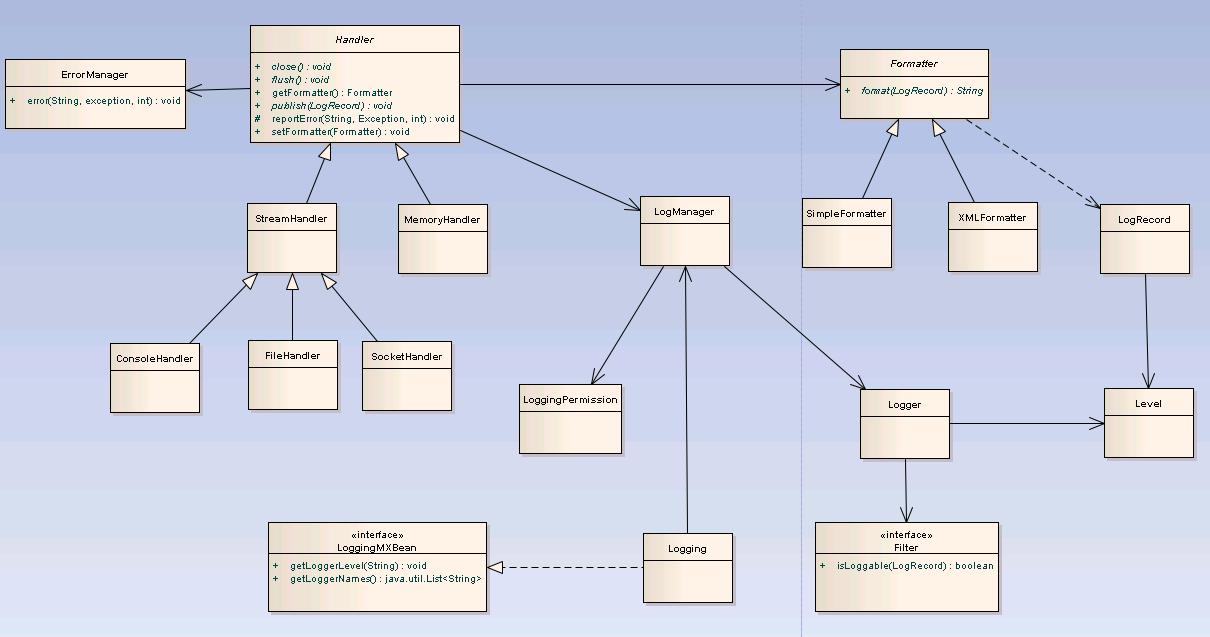 Handler
+ close() : void
+ flush() : void
+ getFormatter() : Formatter
+ publish(LogRecord) : void
# reportError(String, Exception, int) : void
+ setFormatter(Formatter) : void
ErrorManager
+ error(String, exception, int) : void
Formatter
+ format(LogRecord) : String
StreamHandler
MemoryHandler
LogManager
SimpleFormatter
XMLFormatter
LogRecord
ConsoleHandler
FileHandler
SocketHandler
LoggingPermission
Logger
Level
«interface»
LoggingMXBean
+ getLoggerLevel(String) : void
+ getLoggerNames() : java.util.List<String>
Logging
«interface»
Filter
+ isLoggable(LogRecord) : boolean